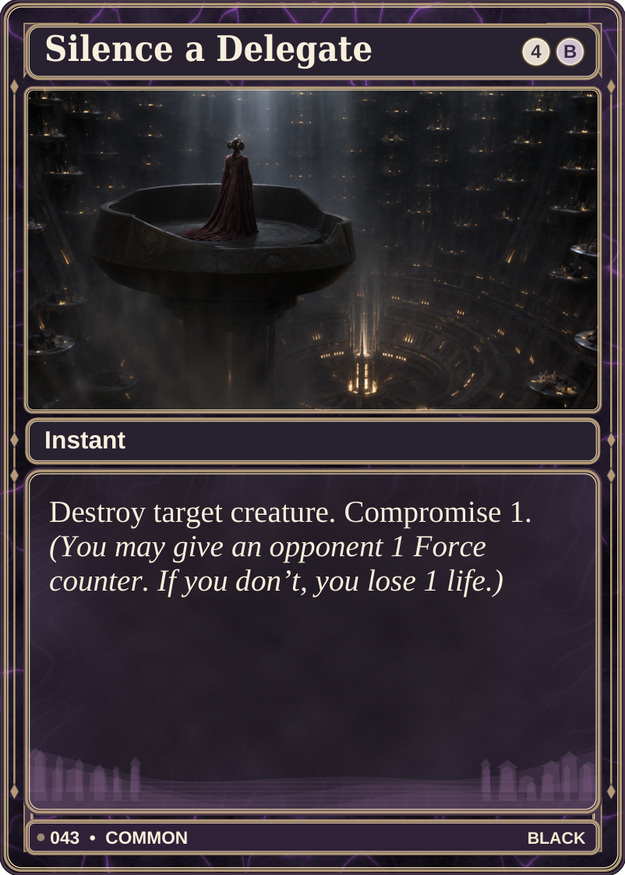 Silence a Delegate 4 B
Instant
Destroy target creature. Compromise 1.
(You may give an opponent 1 Force
counter. If you don’t, you lose 1 life.)
043 • COMMON BLACK